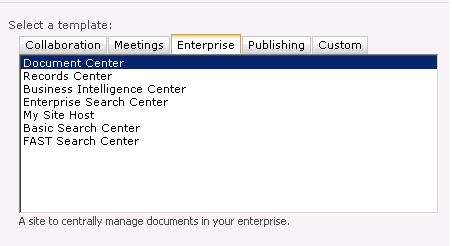 Select a template:
Collaboration Meetings Enterprise Publishing Custom
Document Center
Records Center
Business Intelligence Center
Enterprise Search Center
My Site Host
Basic Search Center
FAST Search Center
A site to centrally manage documents in your enterprise.